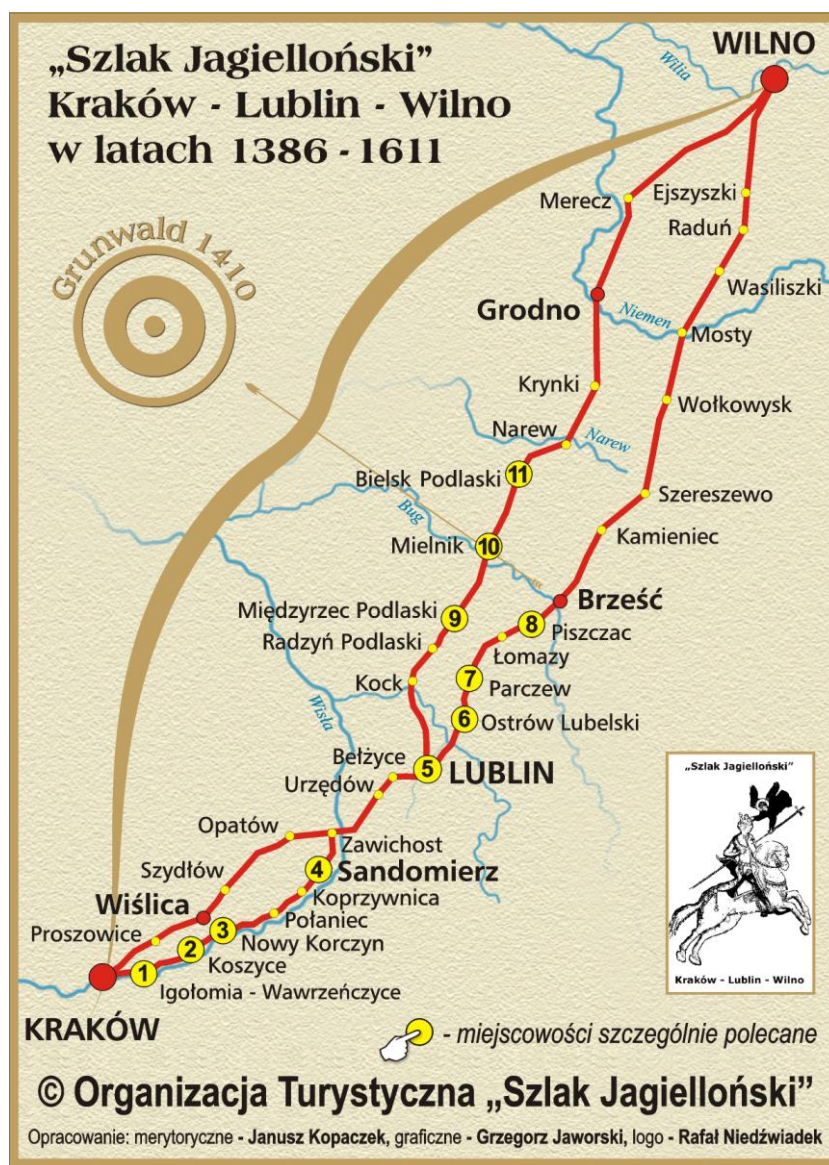 „Szlak Jagielloński”
Kraków - Lublin - Wilno
w latach 1386 - 1611
WILNO
Wilia
Grunwald 1410
Merecz
Ejszyszki
Raduń
Wasiliszki
Grodno
Niemen
Mosty
Krynki
Wołkowysk
Narew
Narew
Bielsk Podlaski
11
Szereszewo
Bug
Kamieniec
Mielnik
10
Brześć
Międzyrzec Podlaski
9
8
Piszczac
Radzyń Podlaski
Łomazy
Kock
7
Parczew
Wisła
6
Ostrów Lubelski
Bełżyce
5
LUBLIN
Urzędów
„Szlak Jagielloński”
Kraków - Lublin - Wilno
Opatów
Zawichost
Szydłów
4
Sandomierz
Koprzywnica
Wiślica
Połaniec
Proszowice
3
Nowy Korczyn
2
Koszyce
1
Igołomia - Wawrzeńczyce
KRAKÓW
- miejscowości szczególnie polecane
© Organizacja Turystyczna „Szlak Jagielloński”
Opracowanie: merytoryczne - Janusz Kopaczek, graficzne - Grzegorz Jaworski, logo - Rafał Niedźwiadek